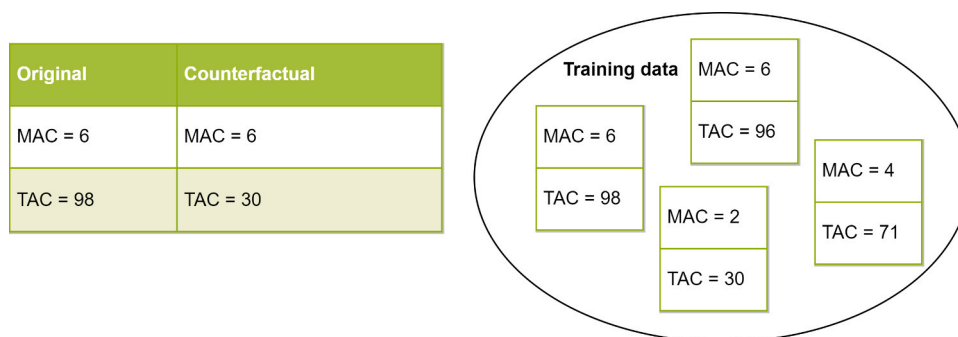 Original Counterfactual
MAC = 6 MAC = 6
TAC = 98 TAC = 30
Training data
MAC = 6
TAC = 96
MAC = 6
TAC = 98
MAC = 4
TAC = 71
MAC = 2
TAC = 30